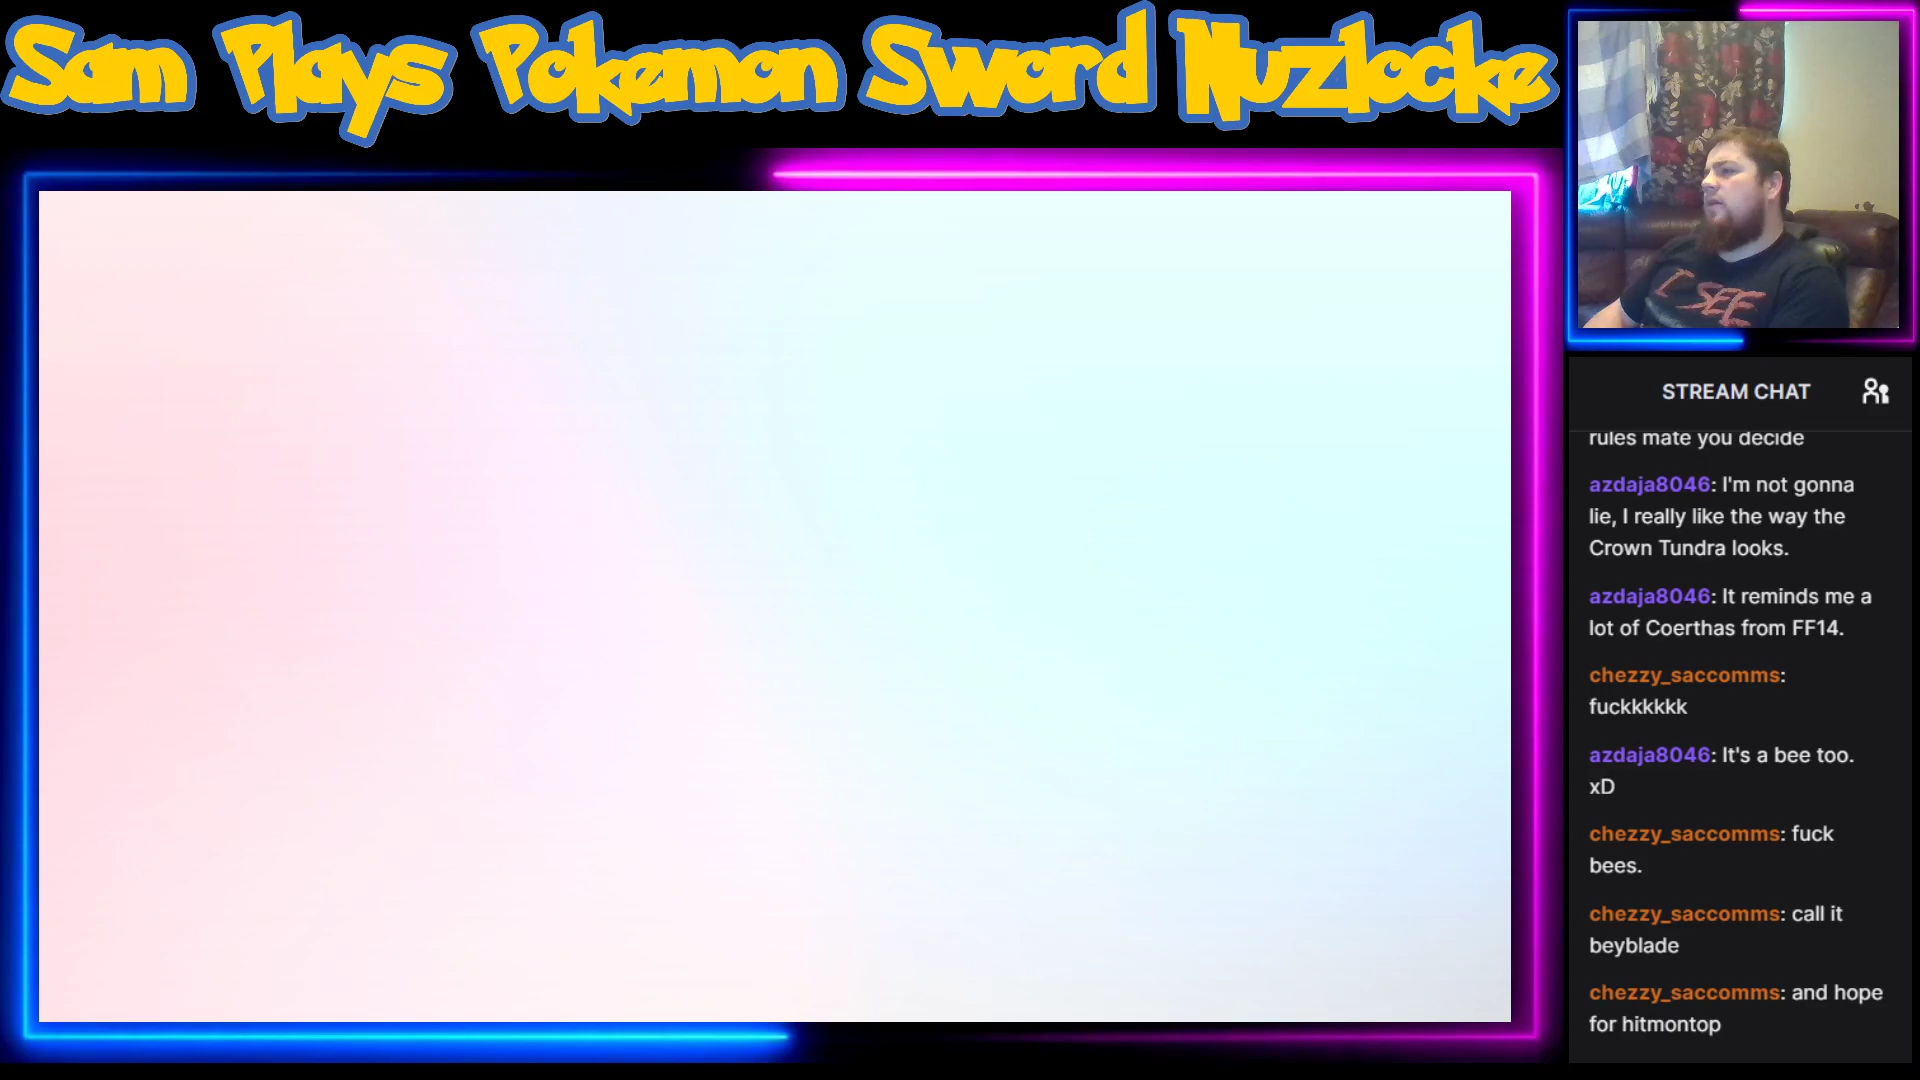 Sam Plays Pokemon Sword Nuzlocke
I SEE
STREAM CHAT
rules mate you decide
azdaja8046: I'm not gonna
lie, I really like the way the
Crown Tundra looks.
azdaja8046: It reminds me a
lot of Coerthas from FF14.
chezzy_saccomms:
fuckkkkkk
azdaja8046: It's a bee too.
xD
chezzy_saccomms: fuck
bees.
chezzy_saccomms: call it
beyblade
chezzy_saccomms: and hope
for hitmontop